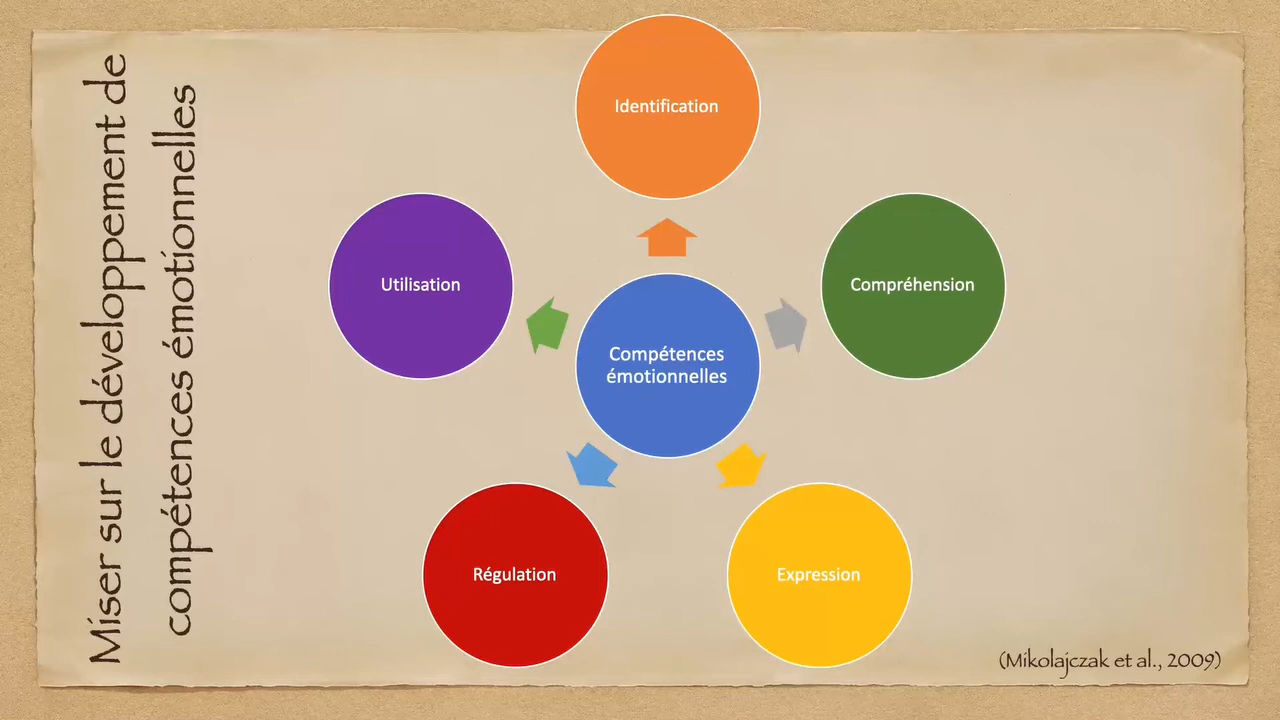 Miser sur le développement de
compétences émotionnelles
Identification
Utilisation
Compréhension
Compétences
émotionnelles
Régulation
Expression
(Mikolajczak et al., 2009)